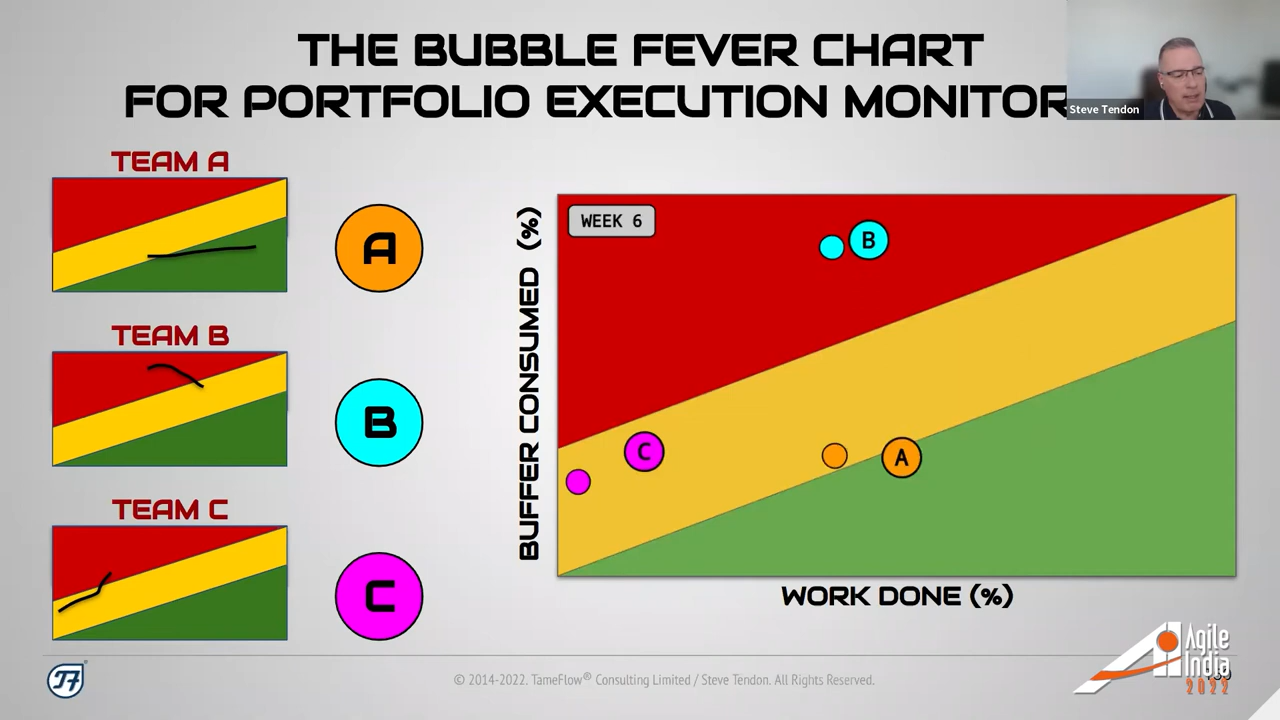 THE BUBBLE FEVER CHART
FOR PORTFOLIO EXECUTION MONITOR
Steve Tendon
TEAM A
A
TEAM B
B
TEAM C
C
BUFFER CONSUMED (%)
WEEK 6
B
C
A
WORK DONE (%)
© 2014-2022. TameFlow® Consulting Limited / Steve Tendon. All Rights Reserved.
Agile
India
2022